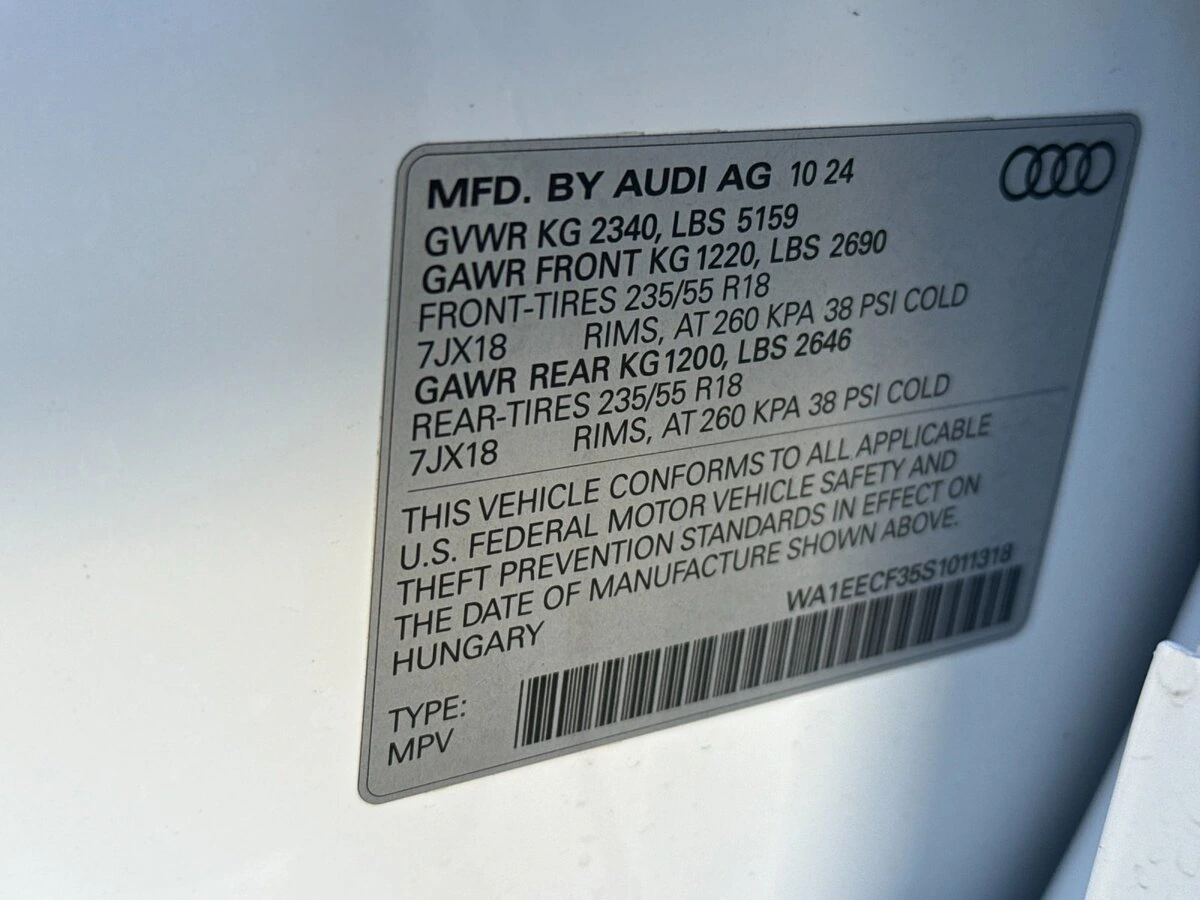 MFD. BY AUDI AG 10 24
GVWR KG 2340, LBS 5159
GAWR FRONT KG 1220, LBS 2690
FRONT-TIRES 235/55 R18
7JX18 RIMS, AT 260 KPA 38 PSI COLD
GAWR REAR KG 1200, LBS 2646
REAR-TIRES 235/55 R18
7JX18 RIMS, AT 260 KPA 38 PSI COLD
THIS VEHICLE CONFORMS TO ALL APPLICABLE
U.S. FEDERAL MOTOR VEHICLE SAFETY AND
THEFT PREVENTION STANDARDS IN EFFECT ON
THE DATE OF MANUFACTURE SHOWN ABOVE.
HUNGARY
WA1EECF35S1011318
TYPE:
MPV